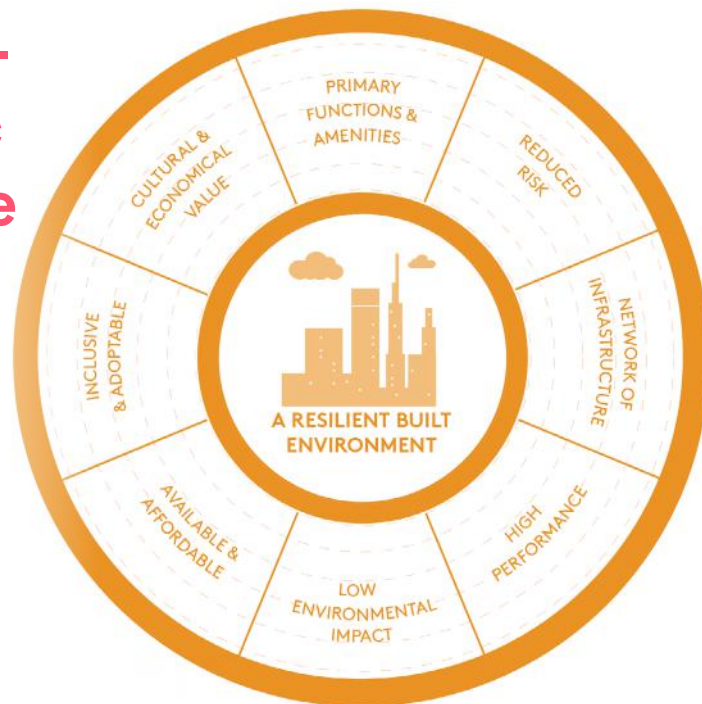 e
PRIMARY
FUNCTIONS &
AMENITIES
REDUCED
RISK
NETWORK OF
INFRASTRUCTURE
HIGH
PERFORMANCE
LOW
ENVIRONMENTAL
IMPACT
AVAILABLE &
AFFORDABLE
INCLUSIVE
& ADOPTABLE
CULTURAL &
ECONOMICAL
VALUE
A RESILIENT BUILT
ENVIRONMENT